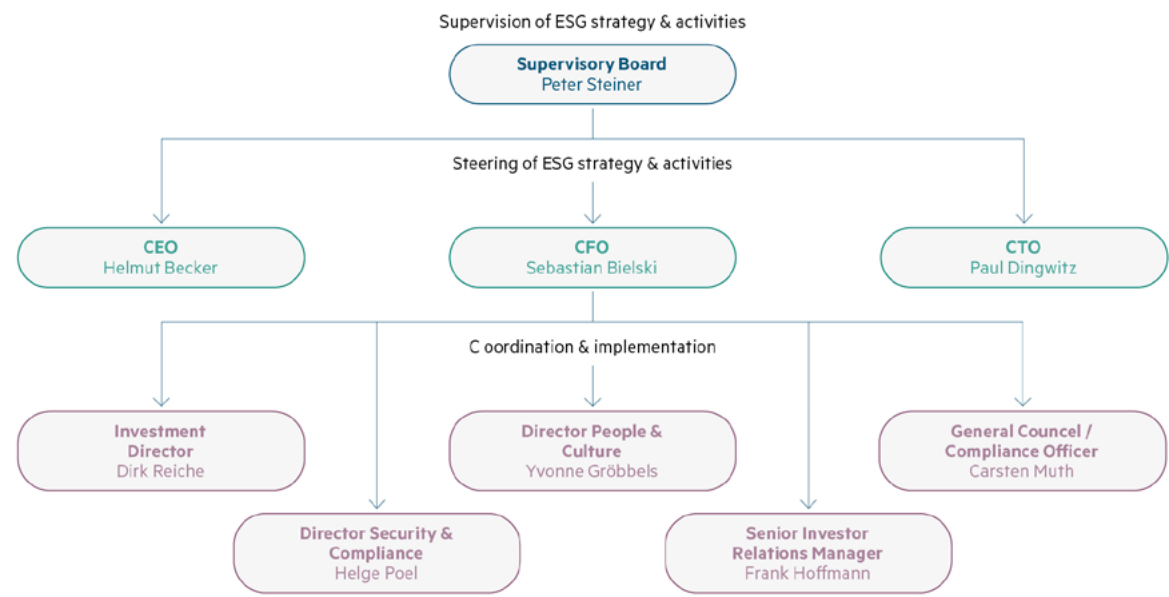 Supervision of ESG strategy & activities
Supervisory Board
Peter Steiner
Steering of ESG strategy & activities
CEO
Helmut Becker
CFO
Sebastian Bielski
CTO
Paul Dingwitz
C oordination & implementation
Investment
Director
Dirk Reiche
Director People &
Culture
Yvonne Gröbbels
General Councel /
Compliance Officer
Carsten Muth
Director Security &
Compliance
Helge Poel
Senior Investor
Relations Manager
Frank Hoffmann